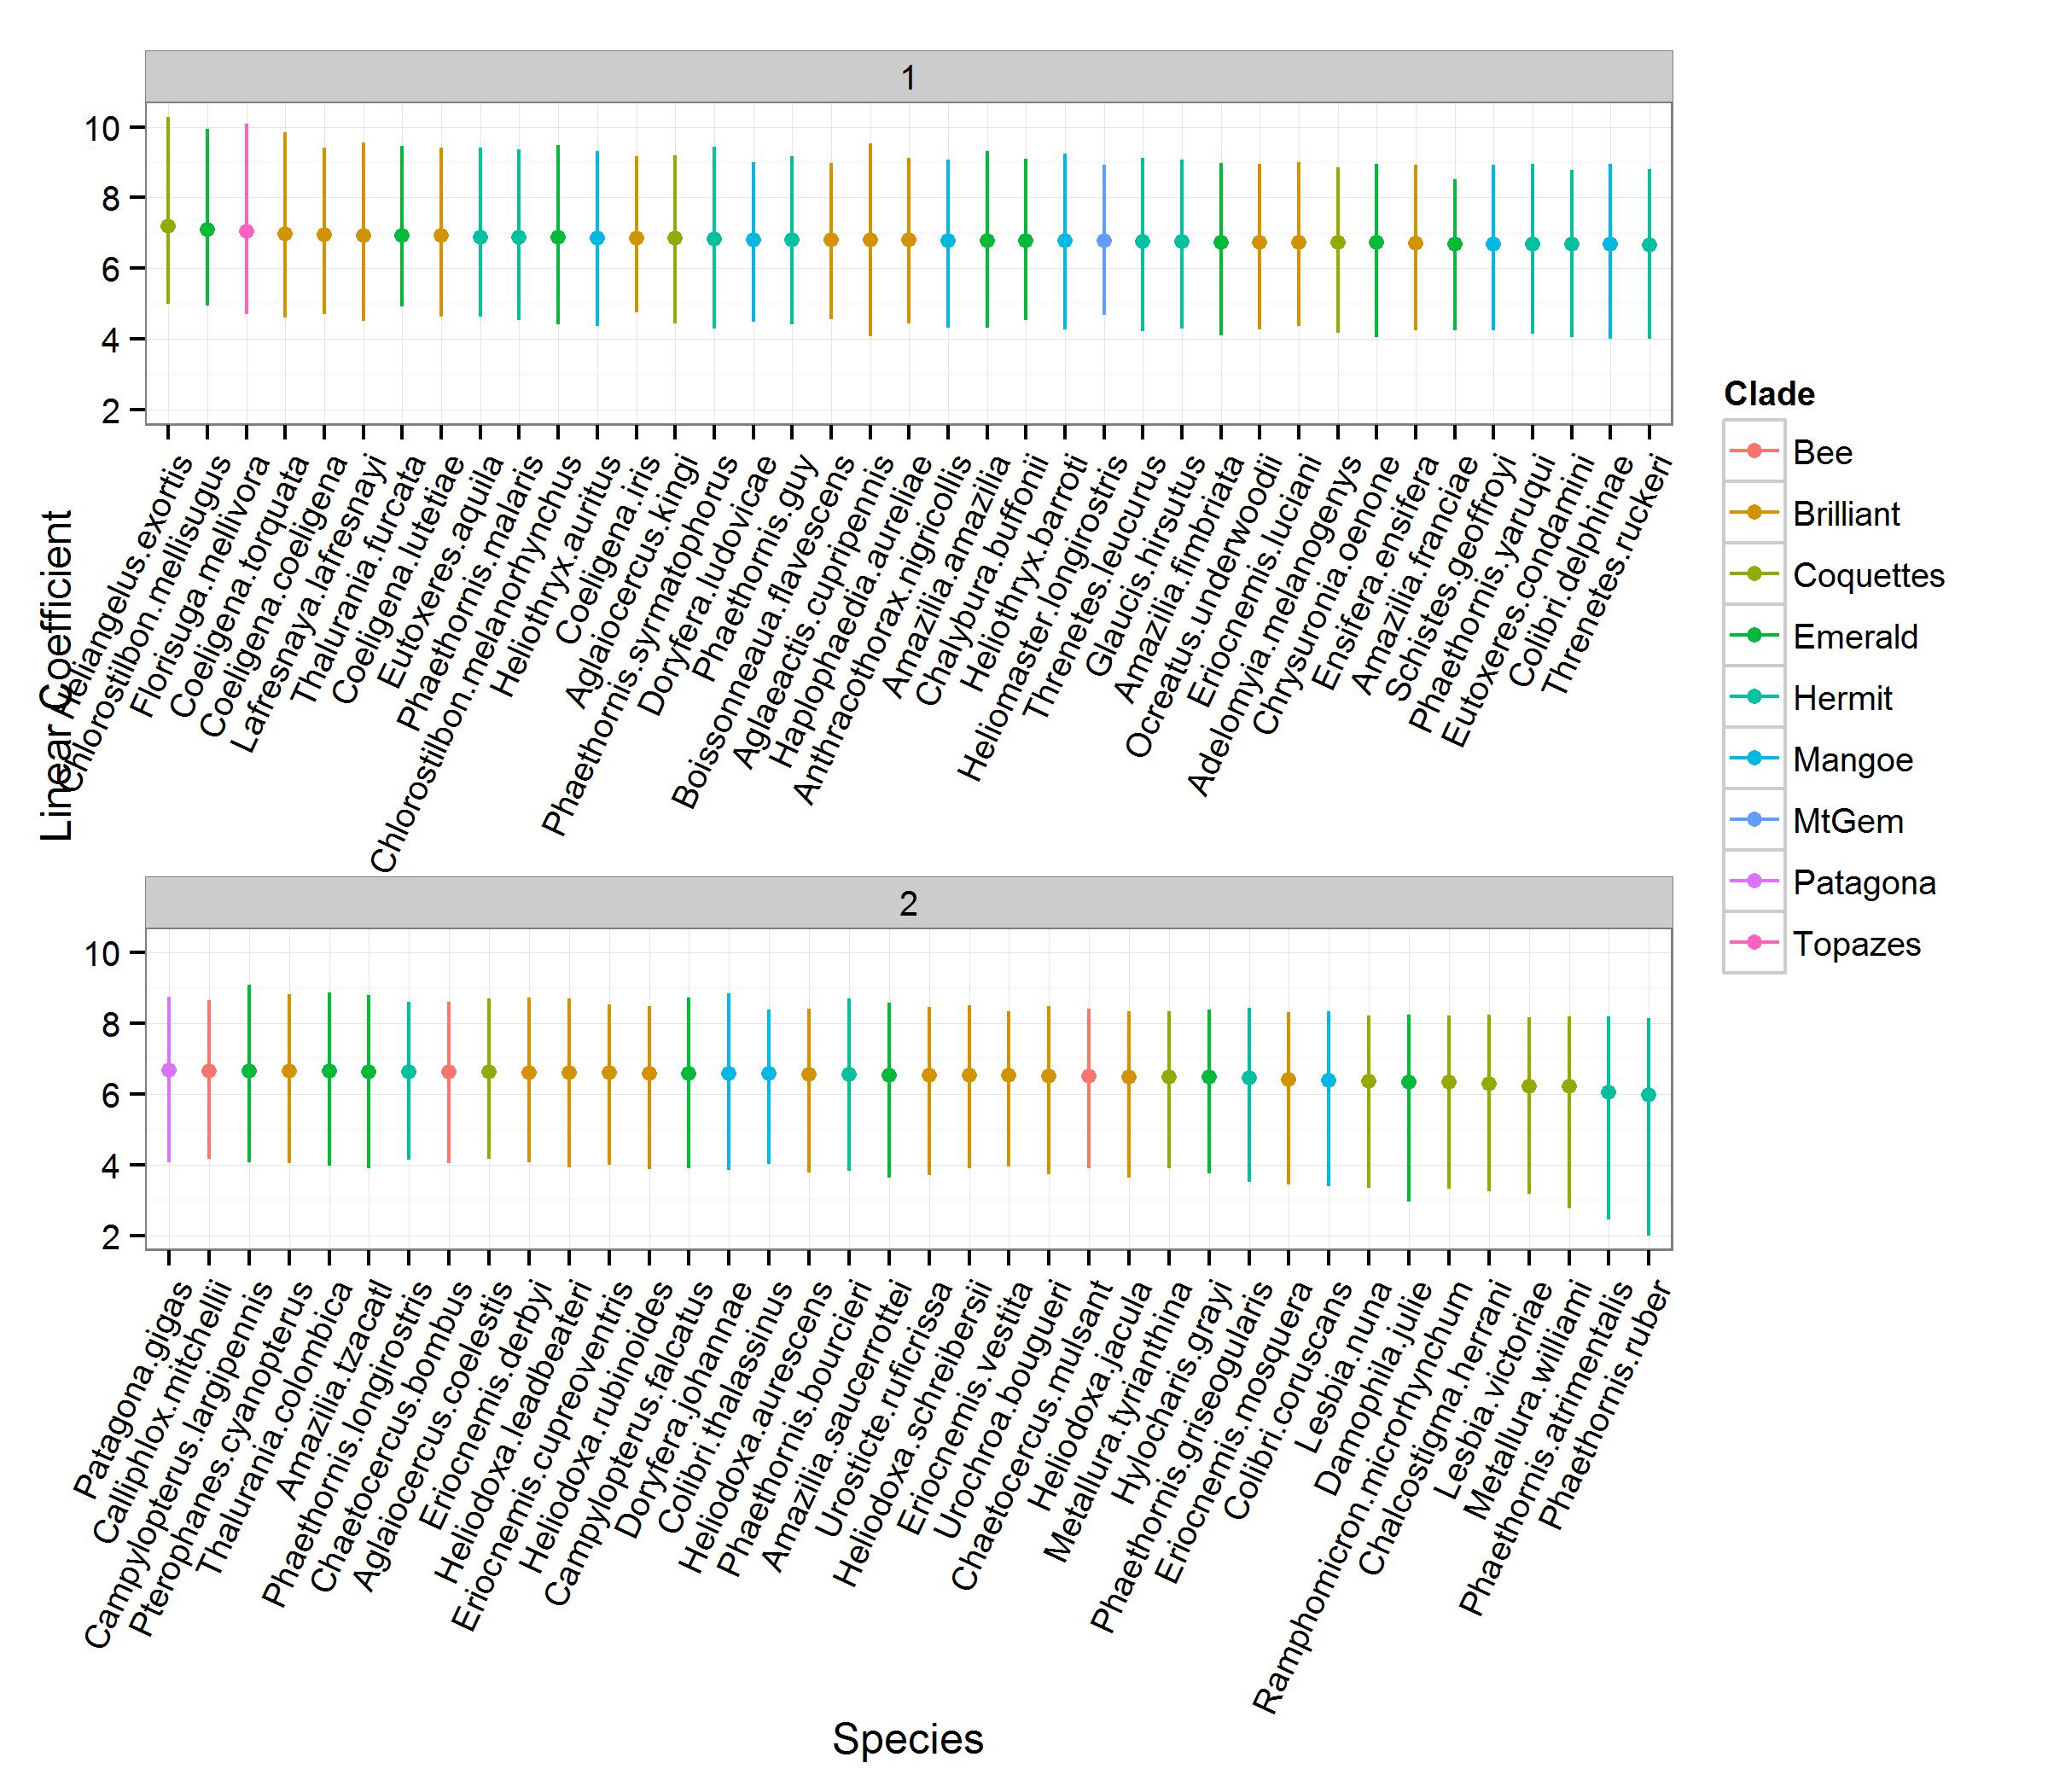 1
10
8
6
4
2
Heliangelus.exortis
Chlorostilbon.mellisugus
Florisuga.mellivora
Coeligena.torquata
Coeligena.coeligena
Lafresnaya.lafresnayi
Thalurania.furcata
Coeligena.lutetiae
Eutoxeres.aquila
Phaethornis.malaris
Chlorostilbon.melanorhynchus
Heliothryx.auritus
Coeligena.iris
Aglaiocercus.kingi
Phaethornis.syrmatophorus
Doryfera.ludovicae
Phaethornis.guy
Boissonneaua.flavescens
Aglaeactis.cupripennis
Haplophaedia.aureliae
Anthracothorax.nigricollis
Amazilia.amazilia
Chalybura.buffonii
Heliothryx.barroti
Heliomaster.longirostris
Threnetes.leucurus
Glaucis.hirsutus
Amazilia.fimbriata
Ocreatus.underwoodii
Eriocnemis.luciani
Adelomyia.melanogenys
Chrysuronia.oenone
Ensifera.ensifera
Amazilia.franciae
Schistes.geoffroyi
Phaethornis.yaruqui
Eutoxeres.condamini
Colibri.delphinae
Threnetes.ruckeri
Linear Coefficient
2
10
8
6
4
2
Patagona.gigas
Calliphlox.mitchellii
Campylopterus.largipennis
Pterophanes.cyanopterus
Thalurania.colombica
Amazilia.tzacatl
Phaethornis.longirostris
Chaetocercus.bombus
Aglaiocercus.coelestis
Eriocnemis.derbyi
Heliodoxa.leadbeateri
Eriocnemis.cupreoventris
Heliodoxa.rubinoides
Campylopterus.falcatus
Doryfera.johannae
Colibri.thalassinus
Heliodoxa.aurescens
Phaethornis.bourcieri
Amazilia.saucerrottei
Urosticte.ruficrissa
Heliodoxa.schreibersii
Eriocnemis.vestita
Urochroa.bougueri
Chaetocercus.mulsant
Heliodoxa.jacula
Metallura.tyrianthina
Hylocharis.grayi
Phaethornis.griseogularis
Eriocnemis.mosquera
Colibri.coruscans
Lesbia.nuna
Damophila.julie
Ramphomicron.microrhynchum
Chalcostigma.herrani
Lesbia.victoriae
Metallura.williami
Phaethornis.atrimentalis
Phaethornis.ruber
Species
Clade
Bee
Brilliant
Coquettes
Emerald
Hermit
Mangoe
MtGem
Patagona
Topazes